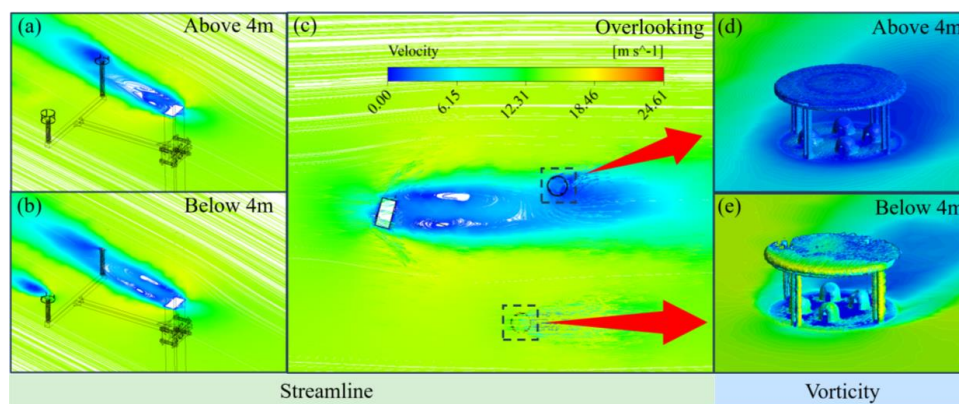 (a)
Above 4m
(b)
Below 4m
(c)
Overlooking
Velocity
[m s^-1]
0.00
6.15
12.31
18.46
24.61
(d)
Above 4m
(e)
Below 4m
Streamline
Vorticity